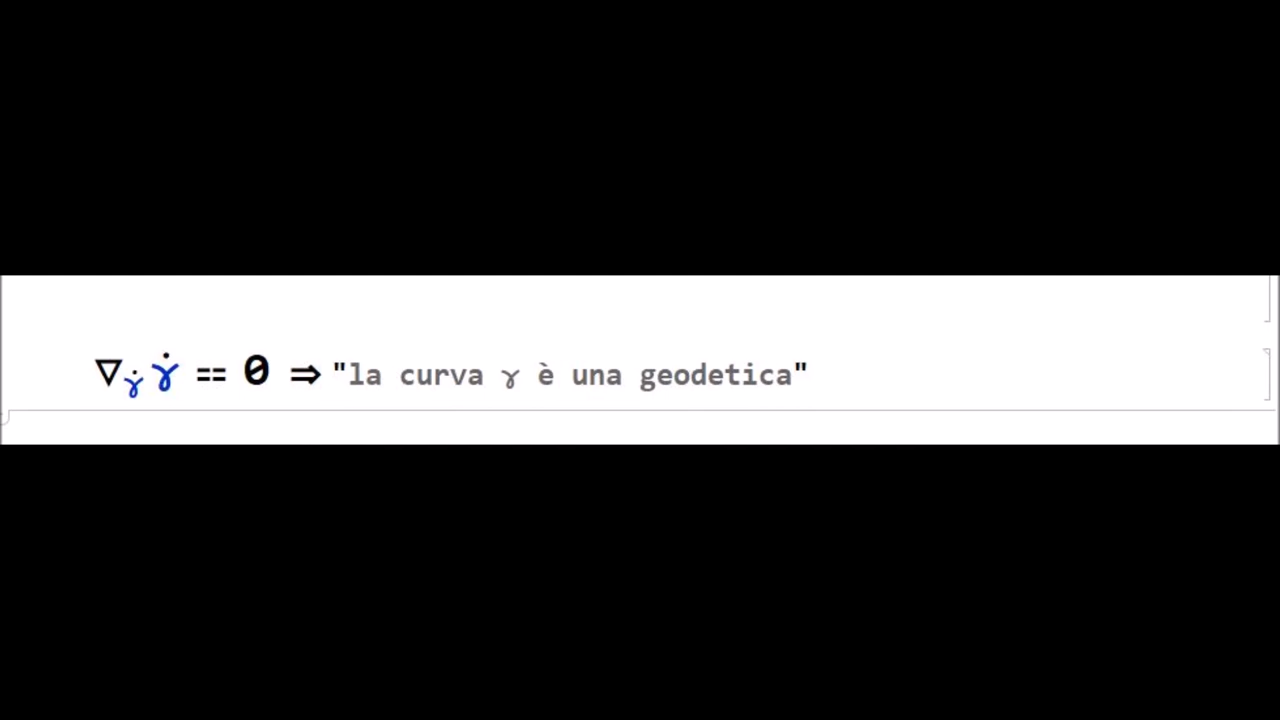 ∇γ̇ γ̇ == 0 ⇒ "la curva γ è una geodetica"